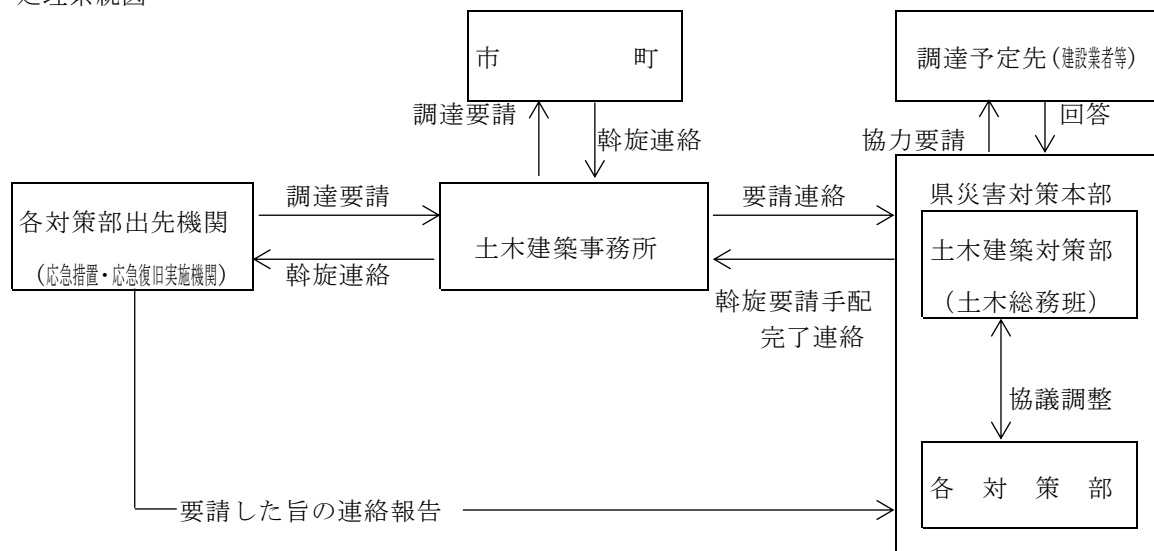 処理系統図
市　　　　町
調達予定先(建設業者等)
調達要請
斡旋連絡
協力要請
回答
各対策部出先機関
(応急措置・応急復旧実施機関)
調達要請
斡旋連絡
土木建築事務所
要請連絡
斡旋要請手配
完了連絡
県災害対策本部
土木建築対策部
(土木総務班)
協議調整
各　対　策　部
要請した旨の連絡報告